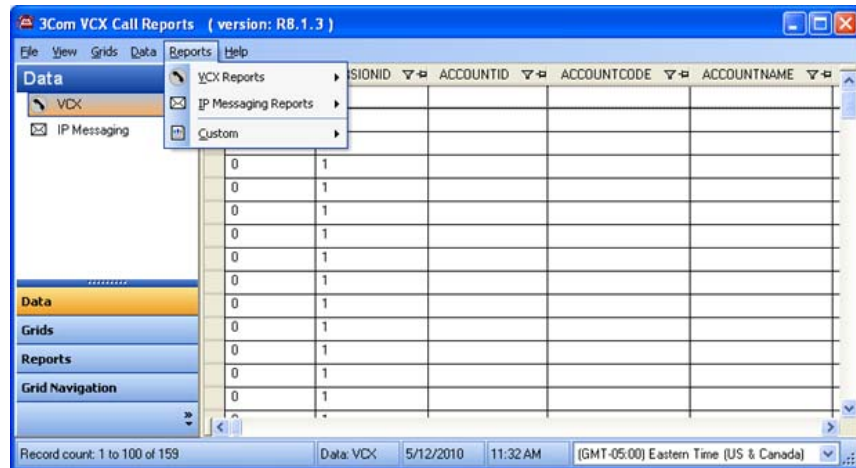 3Com VCX Call Reports ( version: R8.1.3 )
File View Grids Data Reports Help
Data
VCX
IP Messaging
VCX Reports
IP Messaging Reports
Custom
SIONID ACCOUNTID ACCOUNTCODE ACCOUNTNAME
0 1
0 1
0 1
0 1
0 1
0 1
0 1
0 1
0 1
0 1
0 1
Data
Grids
Reports
Grid Navigation
Record count: 1 to 100 of 159
Data: VCX
5/12/2010
11:32 AM
(GMT-05:00) Eastern Time (US & Canada)